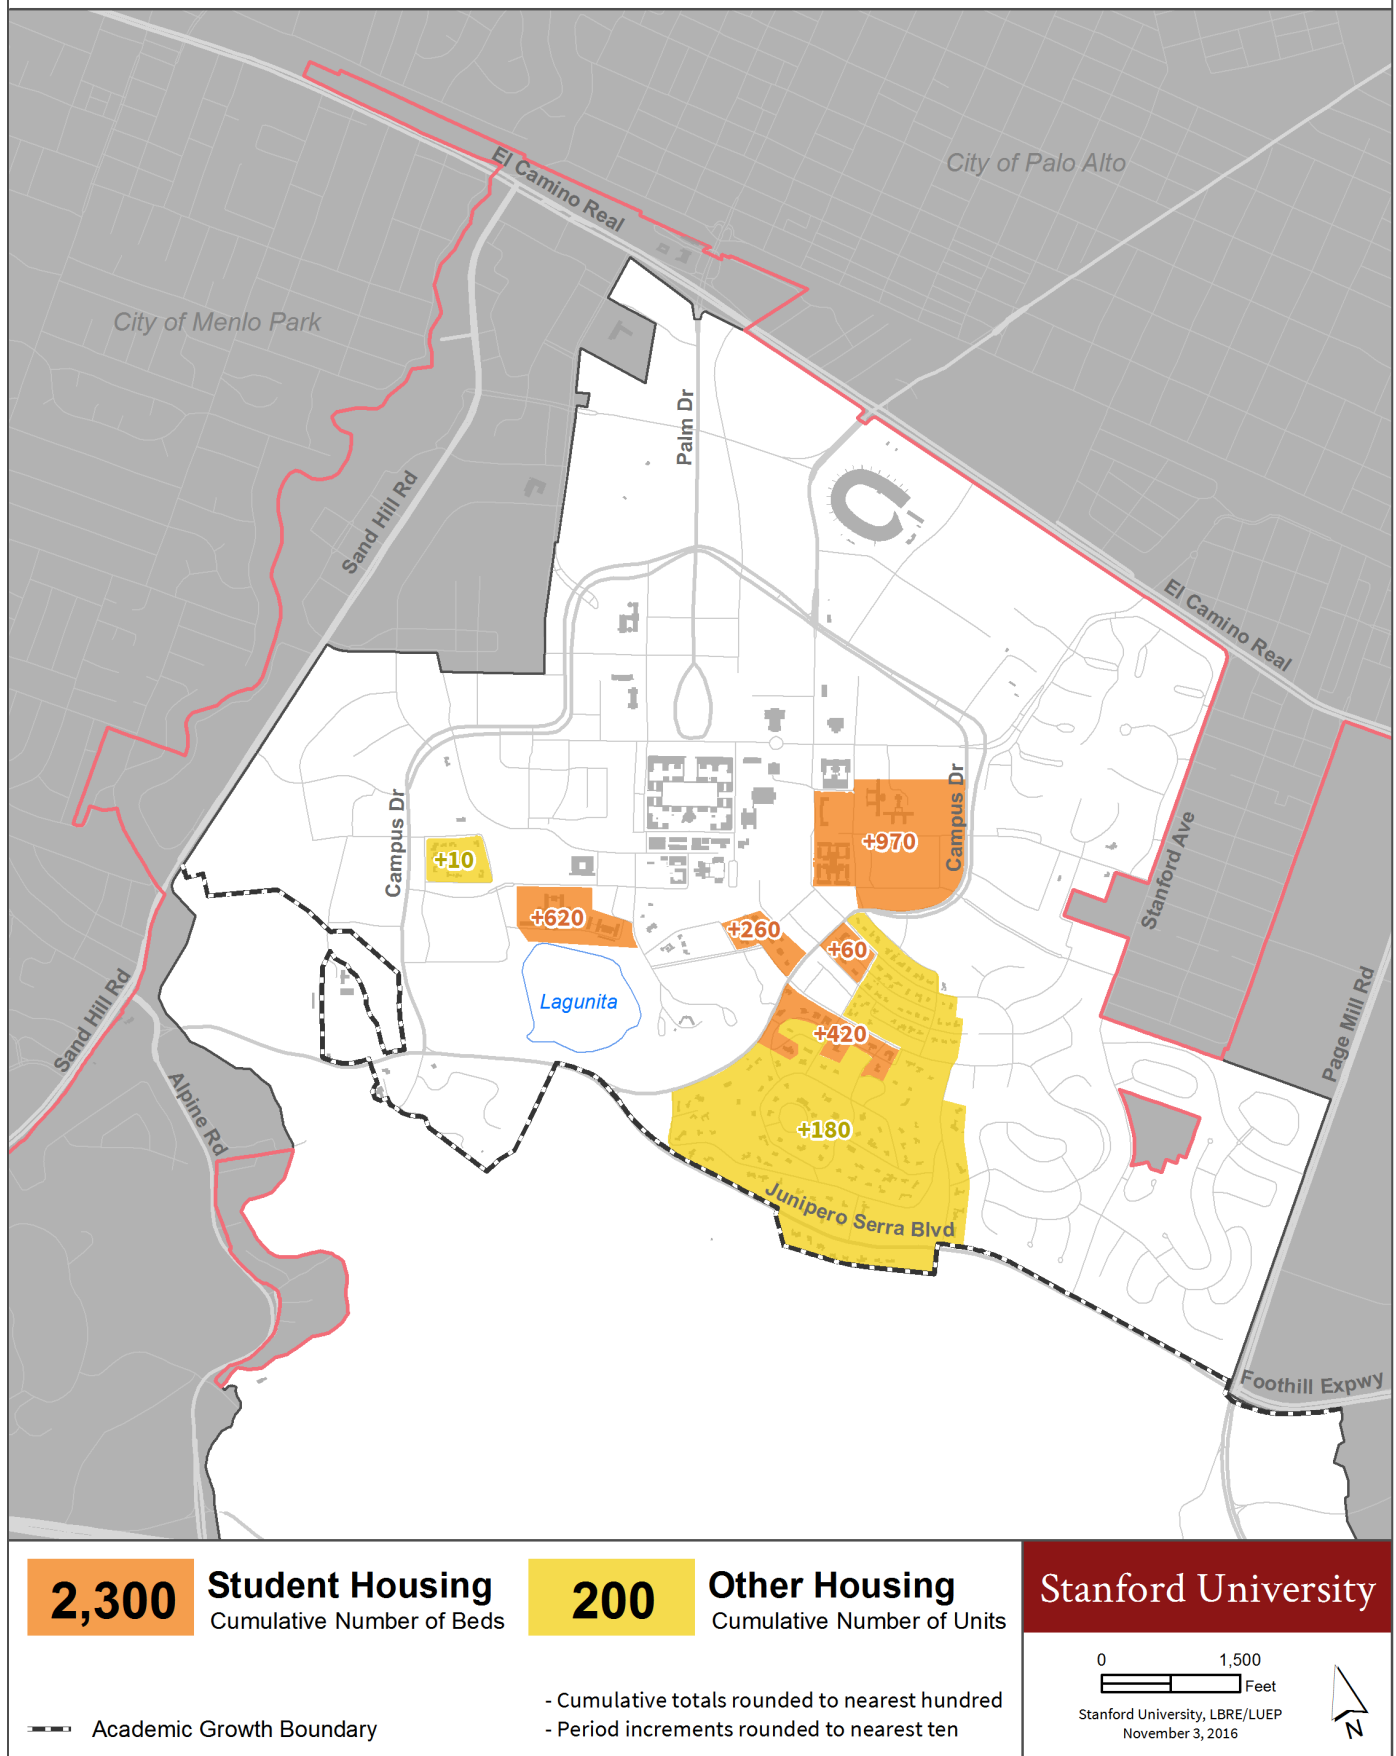 El Camino Real
City of Palo Alto
City of Menlo Park
Palm Dr
Sand Hill Rd
El Camino Real
Campus Dr
Campus Dr
+970
+10
Stanford Ave
+620
+260
+60
Lagunita
Sand Hill Rd
+420
Page Mill Rd
Alpine Rd
+180
Junipero Serra Blvd
Foothill Expwy
2,300
Student Housing
Cumulative Number of Beds
200
Other Housing
Cumulative Number of Units
Stanford University
0 1,500
Feet
- Cumulative totals rounded to nearest hundred
- Period increments rounded to nearest ten
Academic Growth Boundary
Stanford University, LBRE/LUEP
November 3, 2016
N